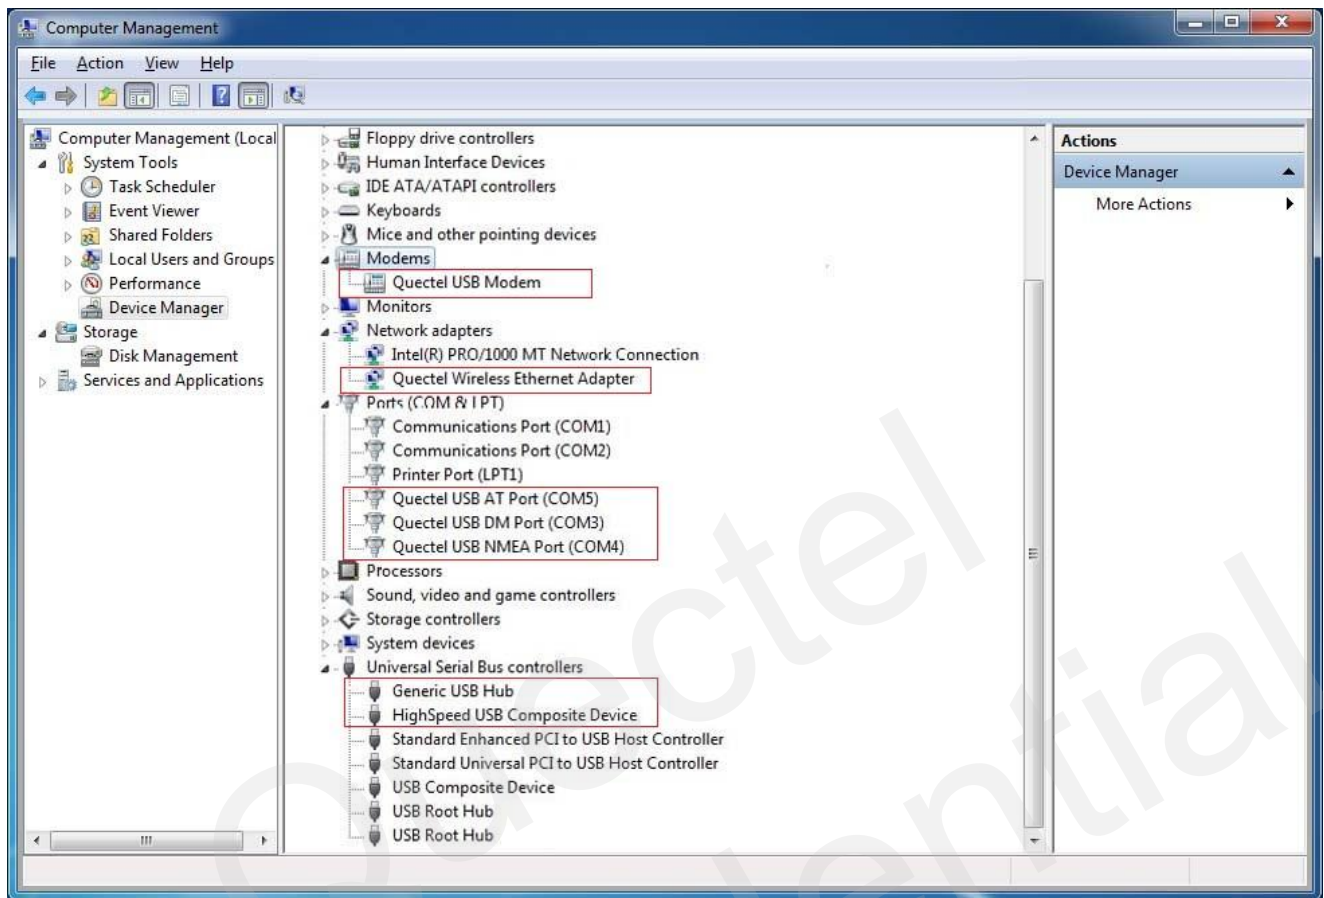 Computer Management
File Action View Help
Computer Management (Local
System Tools
Task Scheduler
Event Viewer
Shared Folders
Local Users and Groups
Performance
Device Manager
Storage
Disk Management
Services and Applications
Floppy drive controllers
Human Interface Devices
IDE ATA/ATAPI controllers
Keyboards
Mice and other pointing devices
Modems
Quectel USB Modem
Monitors
Network adapters
Intel(R) PRO/1000 MT Network Connection
Quectel Wireless Ethernet Adapter
Ports (COM & LPT)
Communications Port (COM1)
Communications Port (COM2)
Printer Port (LPT1)
Quectel USB AT Port (COM5)
Quectel USB DM Port (COM3)
Quectel USB NMEA Port (COM4)
Processors
Sound, video and game controllers
Storage controllers
System devices
Universal Serial Bus controllers
Generic USB Hub
HighSpeed USB Composite Device
Standard Enhanced PCI to USB Host Controller
Standard Universal PCI to USB Host Controller
USB Composite Device
USB Root Hub
USB Root Hub
Actions
Device Manager
More Actions
Quectel